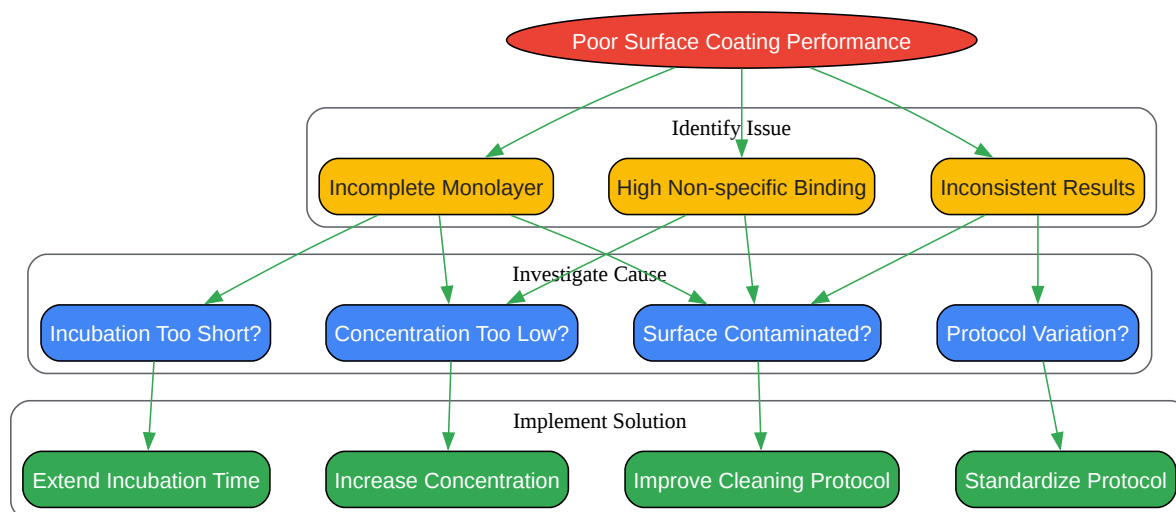 Poor Surface Coating Performance
Identify Issue
Incomplete Monolayer
High Non-specific Binding
Inconsistent Results
Investigate Cause
Incubation Too Short?
Concentration Too Low?
Surface Contaminated?
Protocol Variation?
Implement Solution
Extend Incubation Time
Increase Concentration
Improve Cleaning Protocol
Standardize Protocol